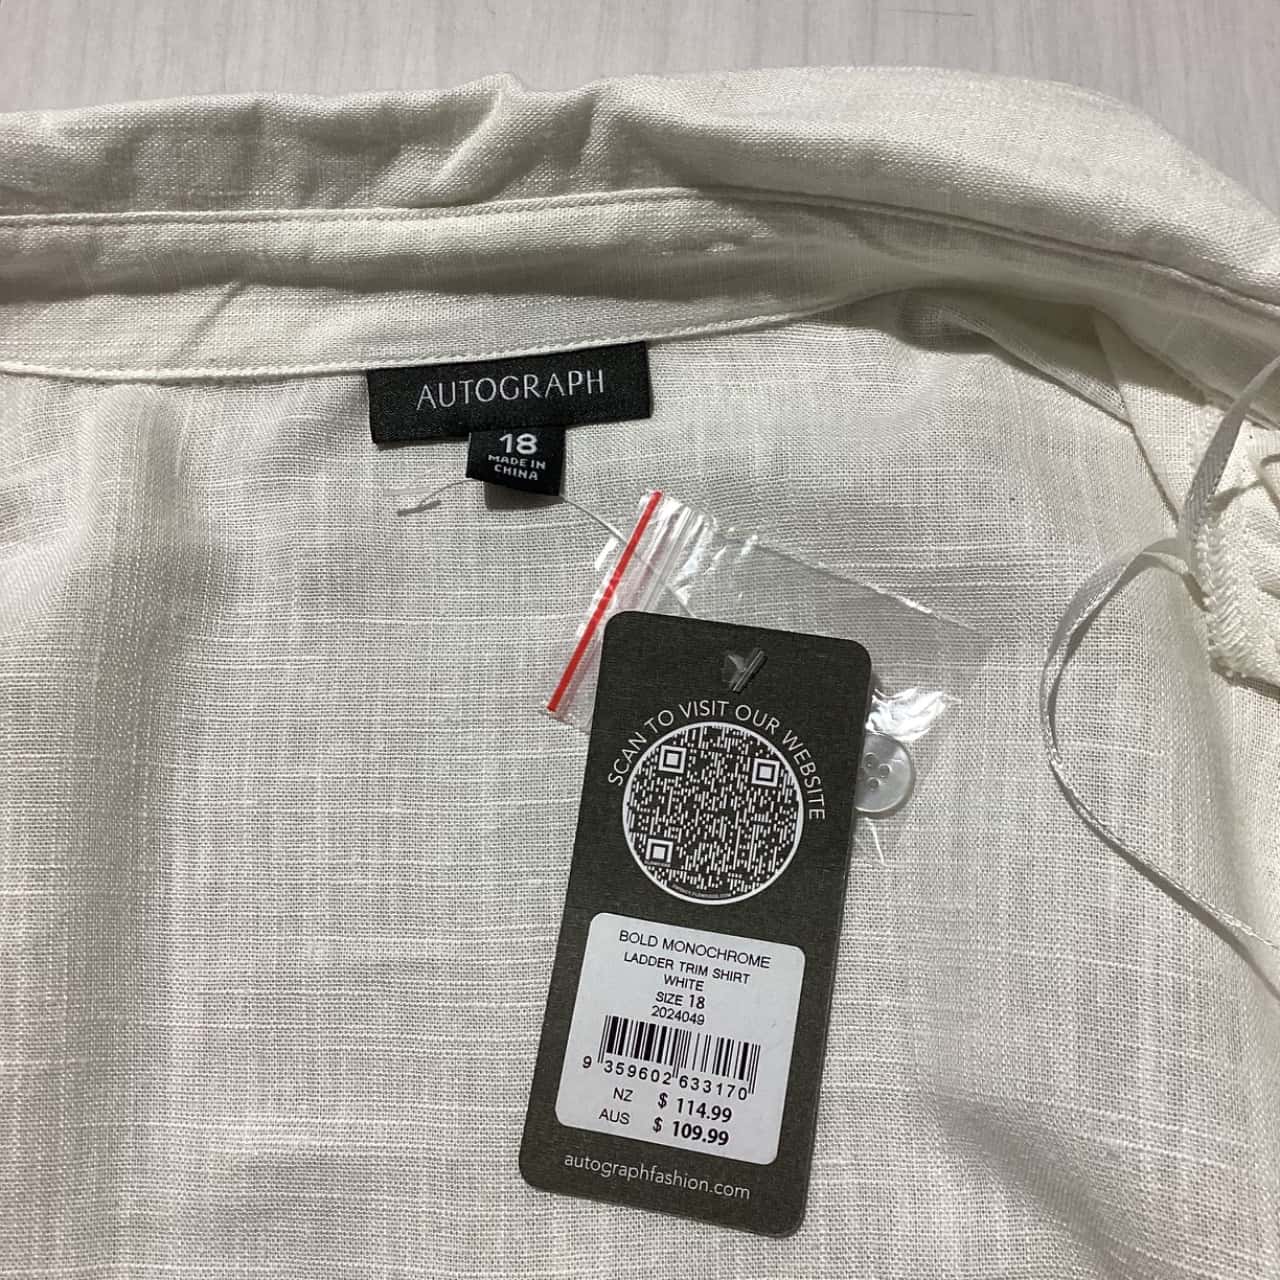 AUTOGRAPH
18
MADE IN
CHINA
SCAN TO VISIT OUR WEBSITE
BOLD MONOCHROME
LADDER TRIM SHIRT
WHITE
SIZE 18
2024049
9 359602 633170
NZ $ 114.99
AUS $ 109.99
autographfashion.com